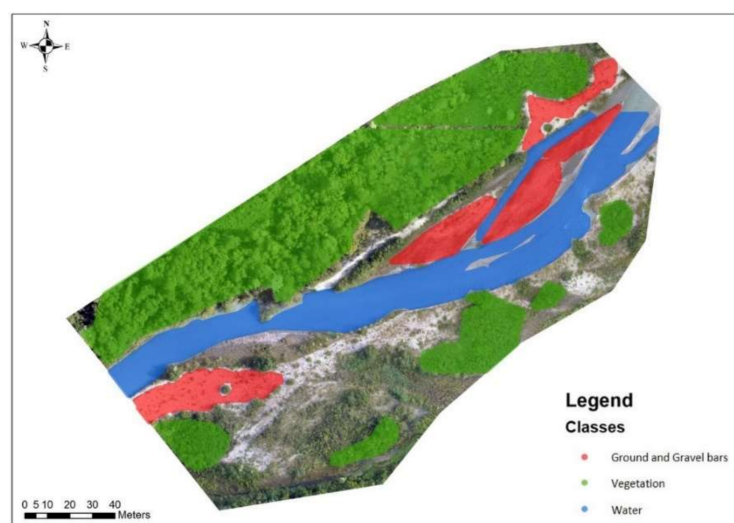 N
W E
S
Legend
Classes
Ground and Gravel bars
Vegetation
Water
0 5 10 20 30 40
Meters